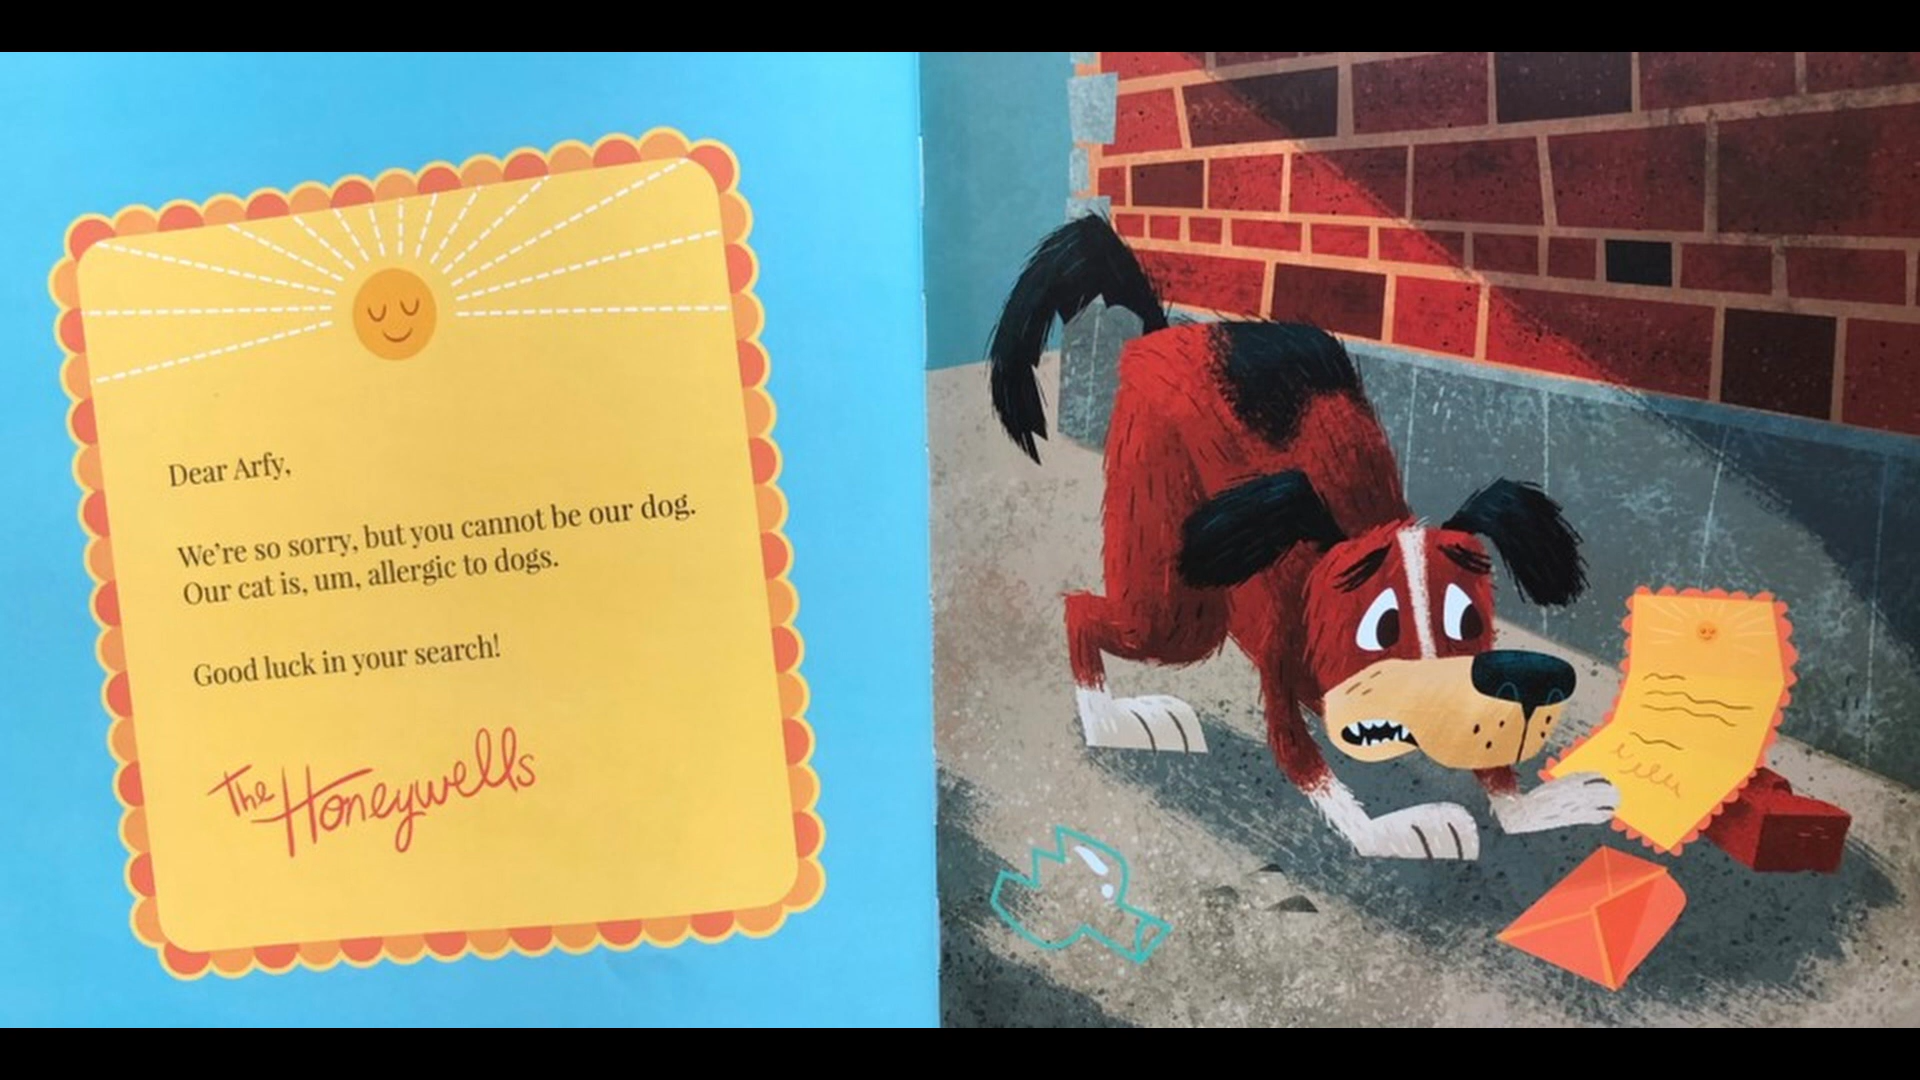 Dear Arfy,
We're so sorry, but you cannot be our dog.
Our cat is, um, allergic to dogs.
Good luck in your search!
The Honeywells